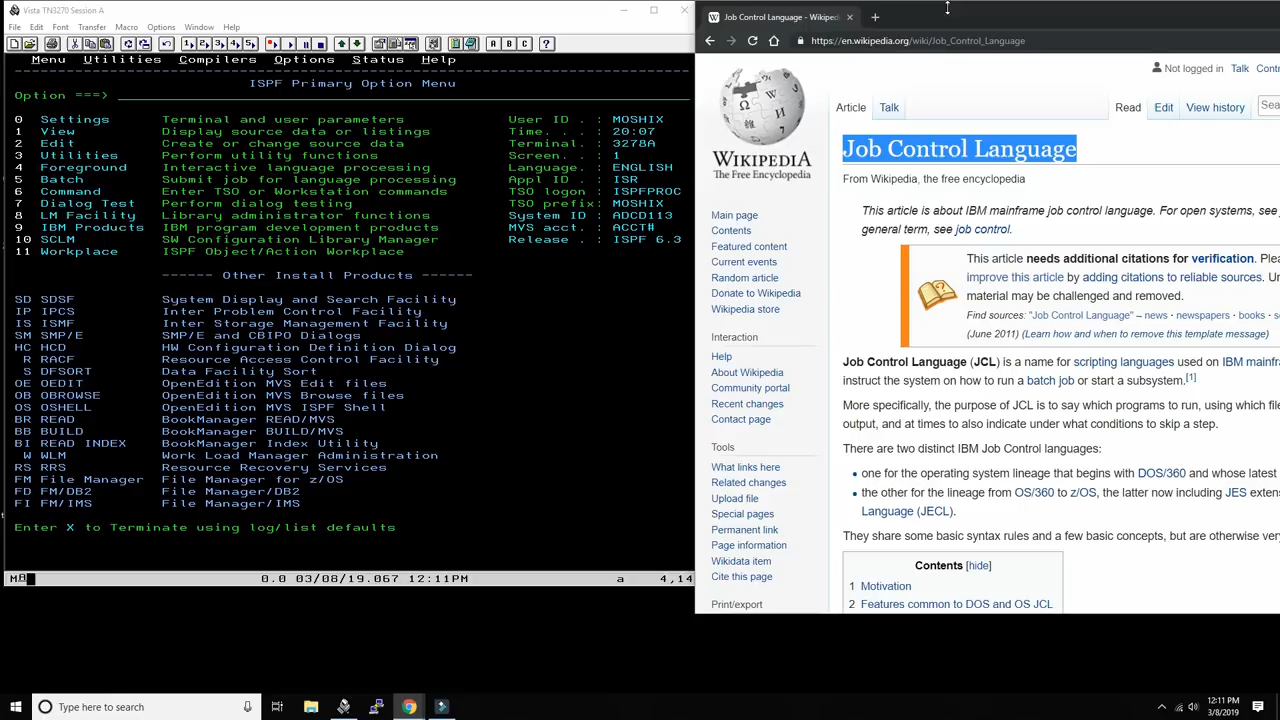 Vista TN3270 Session A
File Edit Font Transfer Macro Options Window Help
Menu Utilities Compilers Options Status Help
ISPF Primary Option Menu
Option ===>
0 Settings Terminal and user parameters User ID . : MOSHIX
1 View Display source data or listings Time. . . : 20:07
2 Edit Create or change source data Terminal. : 3278A
3 Utilities Perform utility functions Screen. . : 1
4 Foreground Interactive language processing Language. : ENGLISH
5 Batch Submit job for language processing Appl ID . : ISR
6 Command Enter TSO or Workstation commands TSO logon : ISPFPROC
7 Dialog Test Perform dialog testing TSO prefix: MOSHIX
8 LM Facility Library administrator functions System ID : ADCD113
9 IBM Products IBM program development products MVS acct. : ACCT#
10 SCLM SW Configuration Library Manager Release . : ISPF 6.3
11 Workplace ISPF Object/Action Workplace
------ Other Install Products ------
SD SDSF System Display and Search Facility
IP IPCS Inter Problem Control Facility
IS ISMF Inter Storage Management Facility
SM SMP/E SMP/E and CBIPO Dialogs
HC HCD HW Configuration Definition Dialog
R RACF Resource Access Control Facility
S DFSORT Data Facility Sort
OE OEDIT OpenEdition MVS Edit files
OB OBROWSE OpenEdition MVS Browse files
OS OSHELL OpenEdition MVS ISPF Shell
BR READ BookManager READ/MVS
BU BUILD BookManager BUILD/MVS
BI READ INDEX BookManager Index Utility
W WLM Work Load Manager Administration
RS RRS Resource Recovery Services
FM File Manager File Manager for z/OS
FD FM/DB2 File Manager/DB2
FI FM/IMS File Manager/IMS
Enter X to Terminate using log/list defaults
0.0 03/08/19.067 12:11PM a 4,14
Job Control Language - Wikiped
https://en.wikipedia.org/wiki/Job_Control_Language
Not logged in Talk Contr
Article Talk Read Edit View history Sea
WIKIPEDIA
The Free Encyclopedia
Main page
Contents
Featured content
Current events
Random article
Donate to Wikipedia
Wikipedia store
Interaction
Help
About Wikipedia
Community portal
Recent changes
Contact page
Tools
What links here
Related changes
Upload file
Special pages
Permanent link
Page information
Wikidata item
Cite this page
Print/export
Job Control Language
From Wikipedia, the free encyclopedia
This article is about IBM mainframe job control language. For open systems, see
general term, see job control.
This article needs additional citations for verification. Plea
improve this article by adding citations to reliable sources. Un
material may be challenged and removed.
Find sources: "Job Control Language" – news · newspapers · books · s
(June 2011) (Learn how and when to remove this template message)
Job Control Language (JCL) is a name for scripting languages used on IBM mainfr
instruct the system on how to run a batch job or start a subsystem.[1]
More specifically, the purpose of JCL is to say which programs to run, using which file
output, and at times to also indicate under what conditions to skip a step.
There are two distinct IBM Job Control languages:
• one for the operating system lineage that begins with DOS/360 and whose latest
• the other for the lineage from OS/360 to z/OS, the latter now including JES exten
Language (JECL).
They share some basic syntax rules and a few basic concepts, but are otherwise very
Contents [hide]
1 Motivation
2 Features common to DOS and OS JCL
Type here to search
12:11 PM
3/8/2019